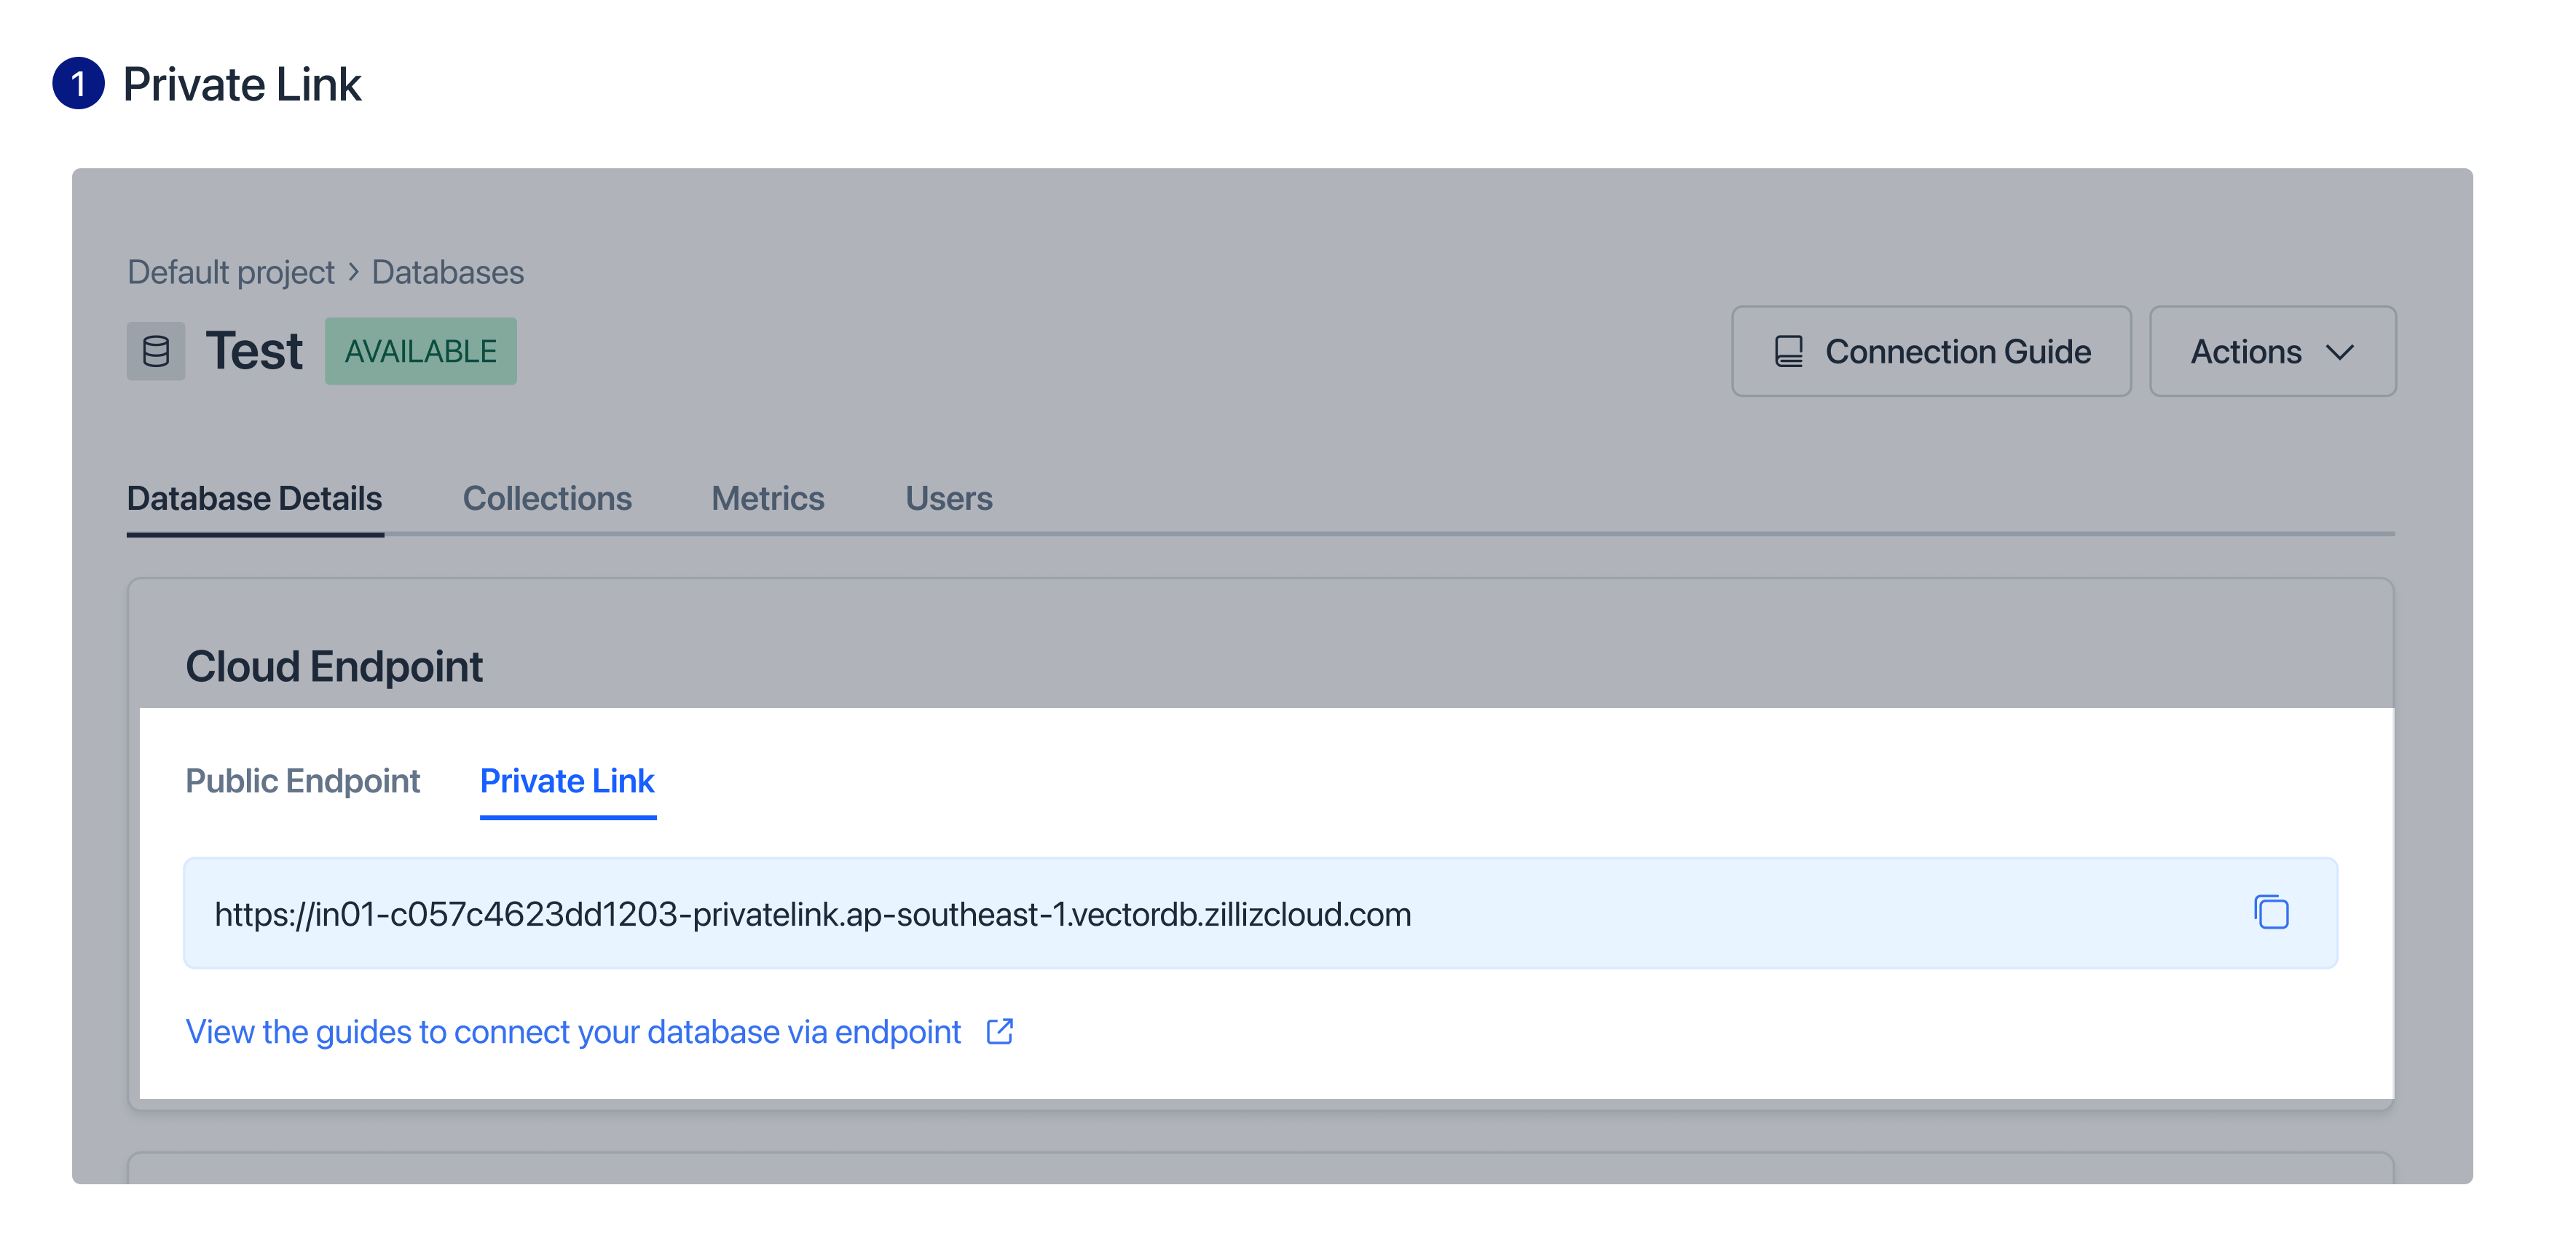 1 Private Link
Default project > Databases
Test AVAILABLE
Connection Guide Actions
Database Details Collections Metrics Users
Cloud Endpoint
Public Endpoint Private Link
https://in01-c057c4623dd1203-privatelink.ap-southeast-1.vectordb.zillizcloud.com
View the guides to connect your database via endpoint